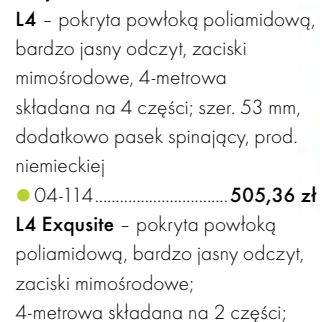 L4 – pokryta powłoką poliamidową,
bardzo jasny odczyt, zaciski
mimośrodowe, 4-metrowa
składana na 4 części; szer. 53 mm,
dodatkowo pasek spinający, prod.
niemieckiej
● 04-114................................505,36 zł
L4 Exqusite – pokryta powłoką
poliamidową, bardzo jasny odczyt,
zaciski mimośrodowe;
4-metrowa składana na 2 części;